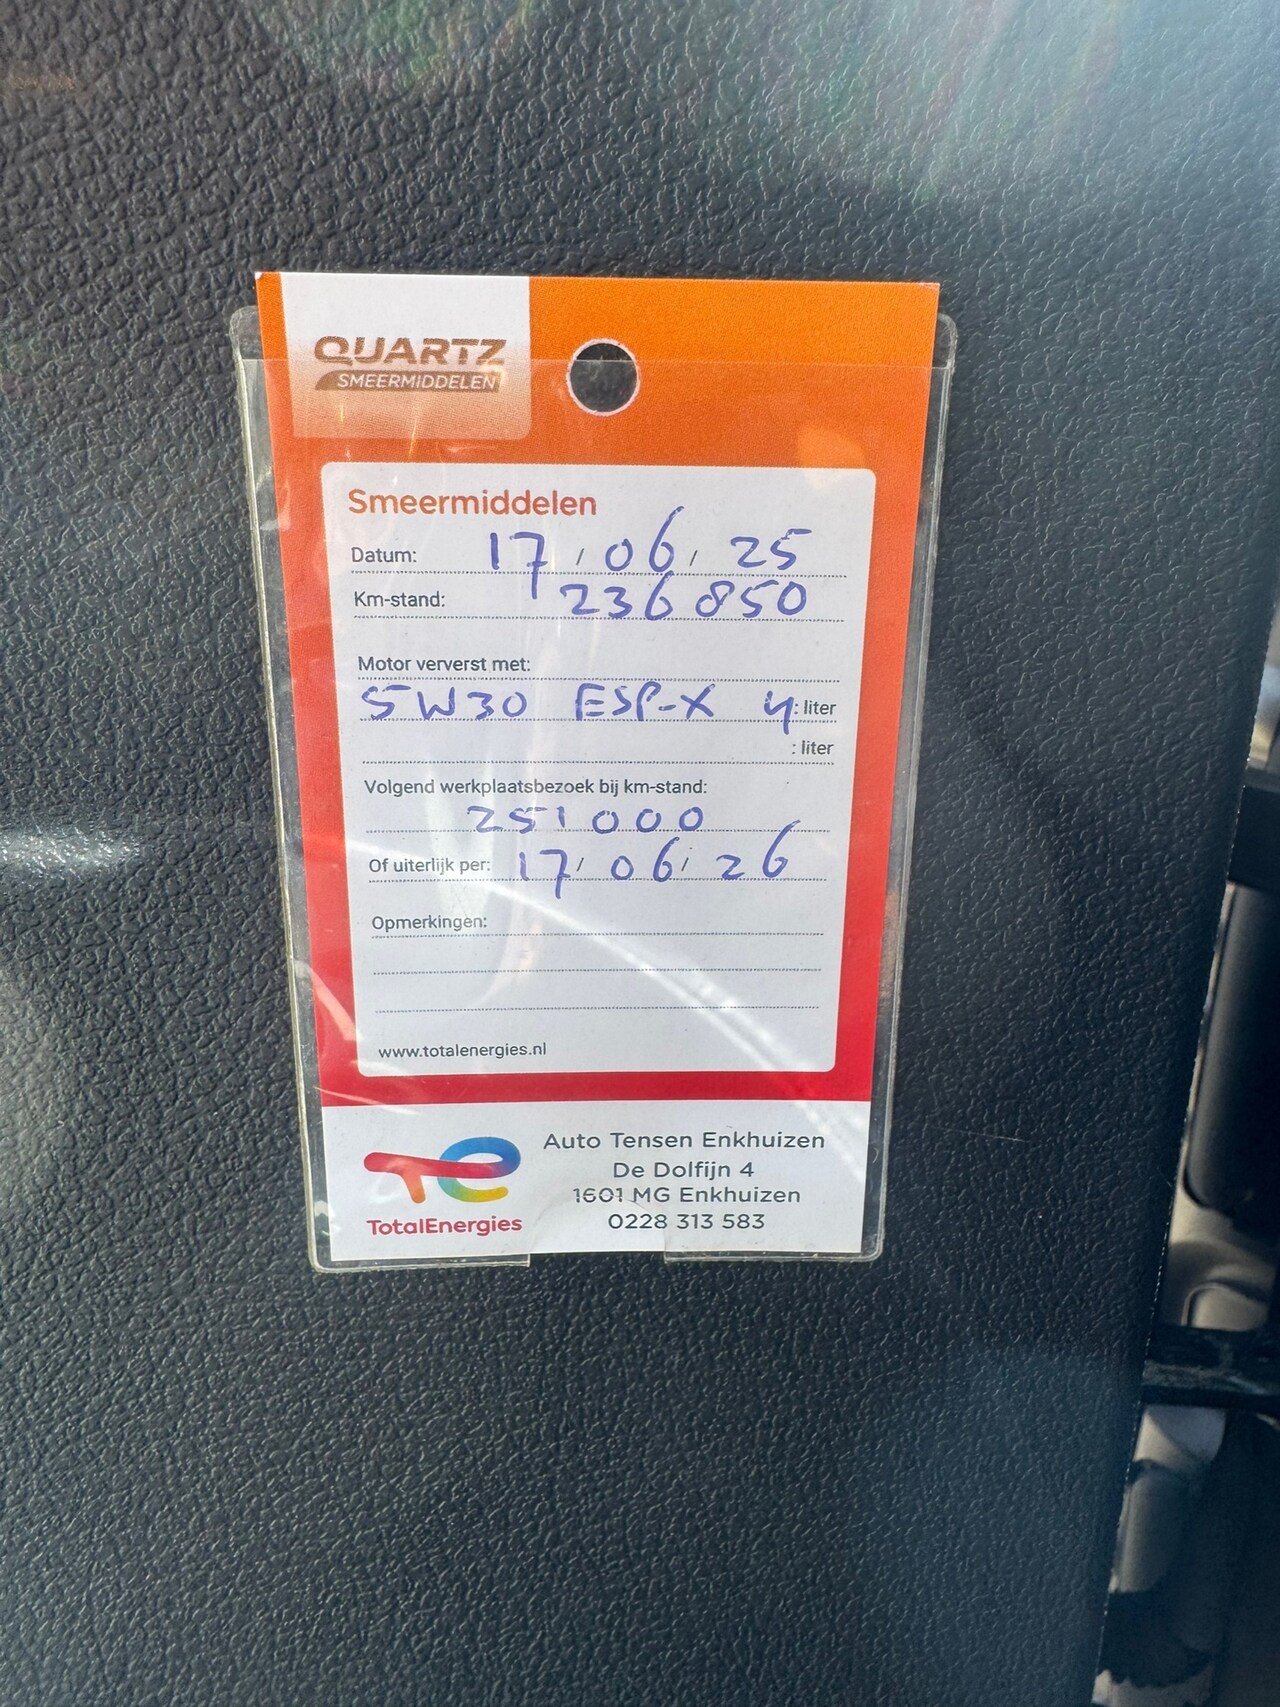 QUARTZ
SMEERMIDDELEN
Smeermiddelen
Datum: 17 / 06 / 25
Km-stand: 236850
Motor ververst met:
5W30 ESP-X 4 : liter
: liter
Volgend werkplaatsbezoek bij km-stand:
251000
Of uiterlijk per: 17 / 06 / 26
Opmerkingen:
www.totalenergies.nl
TotalEnergies
Auto Tensen Enkhuizen
De Dolfijn 4
1601 MG Enkhuizen
0228 313 583